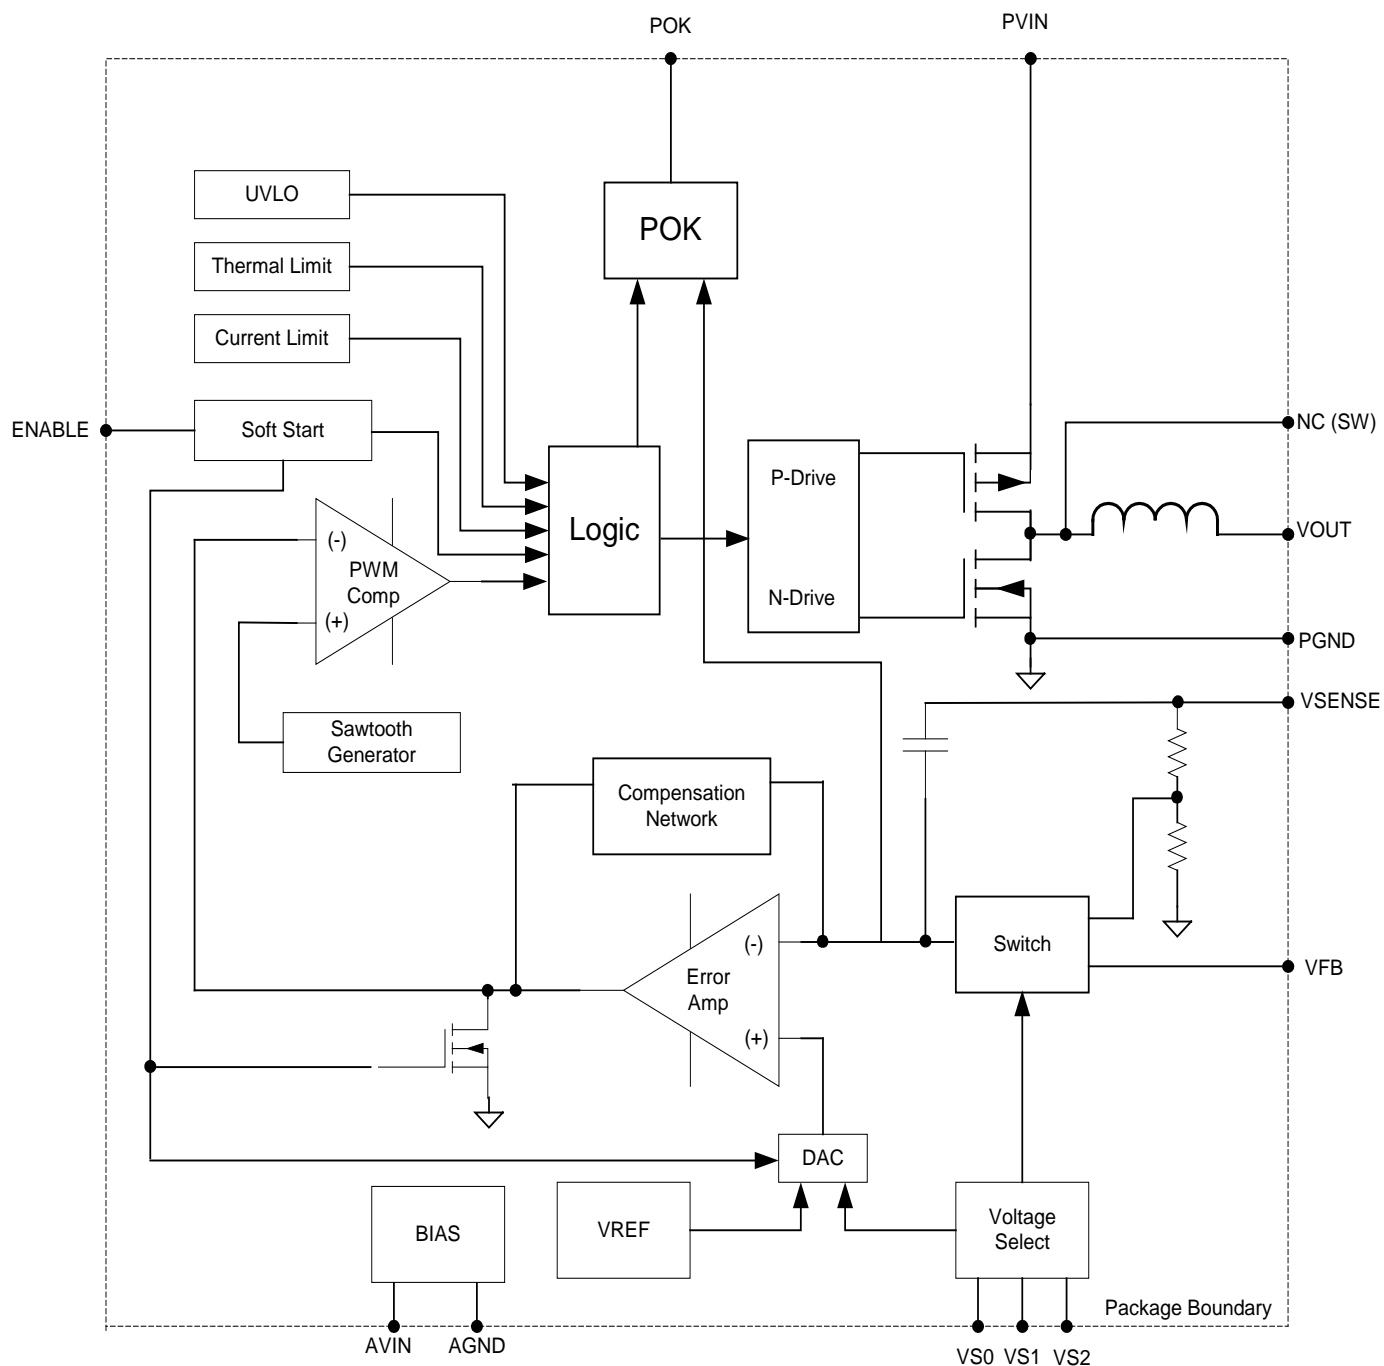 POK
PVIN
UVLO
POK
Thermal Limit
Current Limit
ENABLE
Soft Start
NC (SW)
P-Drive
Logic
(-)
PWM
Comp
(+)
VOUT
N-Drive
PGND
VSENSE
Sawtooth
Generator
Compensation
Network
(-)
Switch
Error
Amp
VFB
(+)
DAC
BIAS
VREF
Voltage
Select
Package Boundary
AVIN
AGND
VS0
VS1
VS2